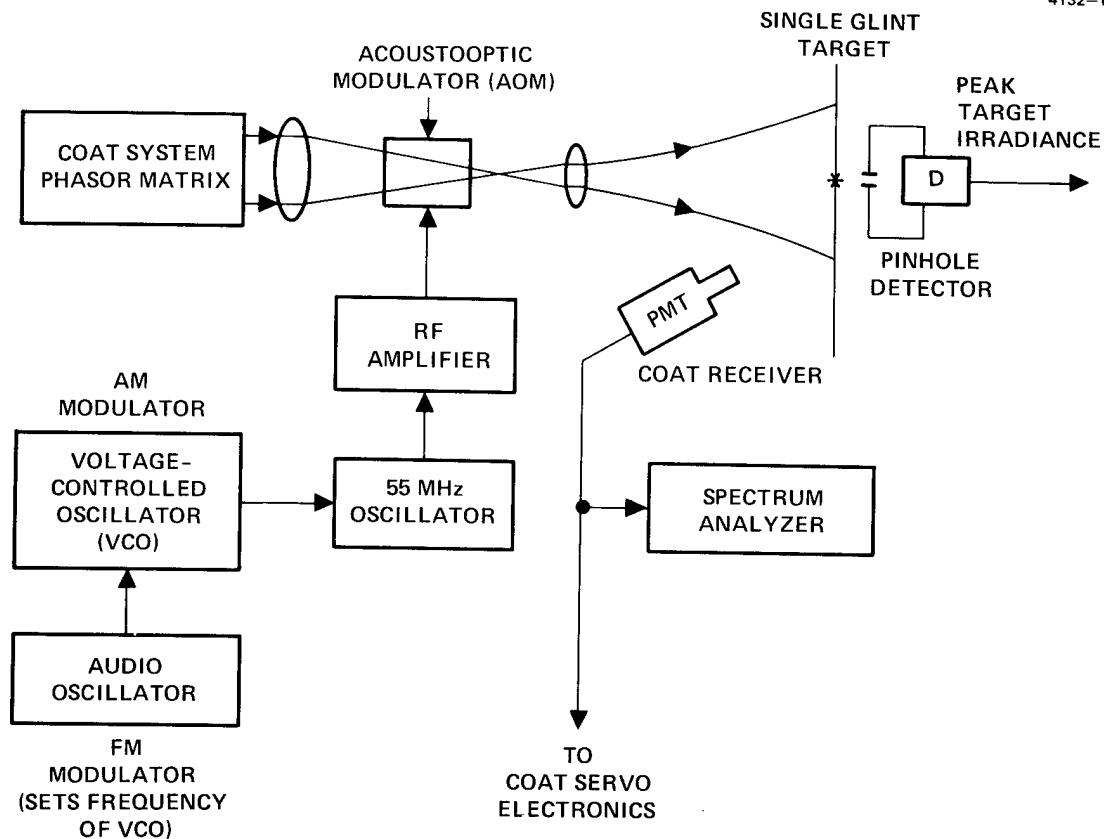 4132-1
SINGLE GLINT
TARGET
ACOUSTOOPTIC
MODULATOR (AOM)
PEAK
TARGET
IRRADIANCE
COAT SYSTEM
PHASOR MATRIX
D
PINHOLE
DETECTOR
PMT
RF
AMPLIFIER
COAT RECEIVER
AM
MODULATOR
VOLTAGE-
CONTROLLED
OSCILLATOR
(VCO)
55 MHz
OSCILLATOR
SPECTRUM
ANALYZER
AUDIO
OSCILLATOR
FM
MODULATOR
(SETS FREQUENCY
OF VCO)
TO
COAT SERVO
ELECTRONICS